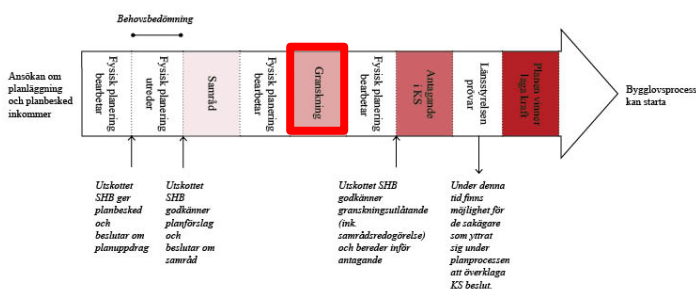 Behovsbedömning
Ansökan om
planläggning
och planbesked
inkommer
Fysisk planering
bearbetar
Fysisk planering
utreder
Samråd
Fysisk planering
bearbetar
Granskning
Fysisk planering
bearbetar
Antagande
i KS
Länsstyrelsen
prövar
Planen vinner
laga kraft
Bygglovsprocess
kan starta
Utskottet
SHB ger
planbesked
och
beslutar om
planuppdrag
Utskottet
SHB
godkänner
planförslag
och
beslutar om
samråd
Utskottet SHB
godkänner
granskningsutlåtande
(ink.
samrådsredogörelse)
och bereder inför
antagande
Under denna
tid finns
möjlighet för
de sakägare
som yttrat
sig under
planprocessen
att överklaga
KS beslut.